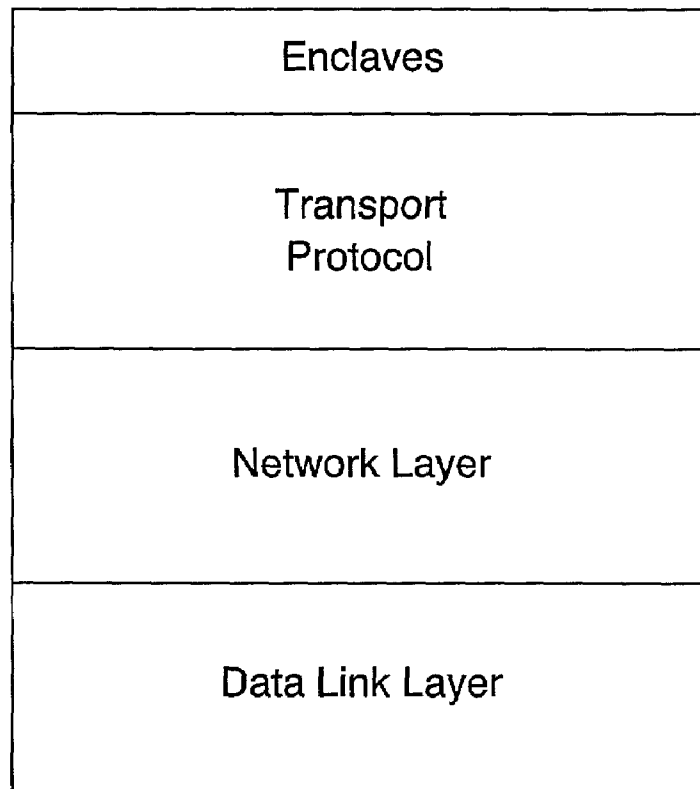 Enclaves
Transport
Protocol
Network Layer
Data Link Layer